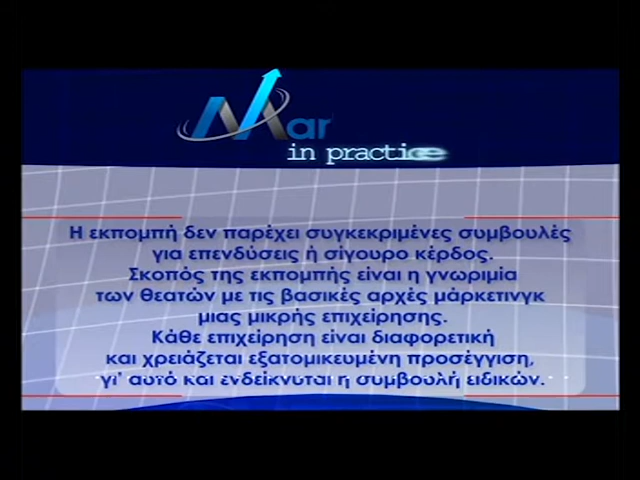 Mar
in practice
Η εκπομπή δεν παρέχει συγκεκριμένες συμβουλές
για επενδύσεις ή σίγουρο κέρδος.
Σκοπός της εκπομπής είναι η γνωριμία
των θεατών με τις βασικές αρχές μάρκετινγκ
μιας μικρής επιχείρησης.
Κάθε επιχείρηση είναι διαφορετική
και χρειάζεται εξατομικευμένη προσέγγιση,
γι' αυτό και ενδείκνυται η συμβουλή ειδικών.